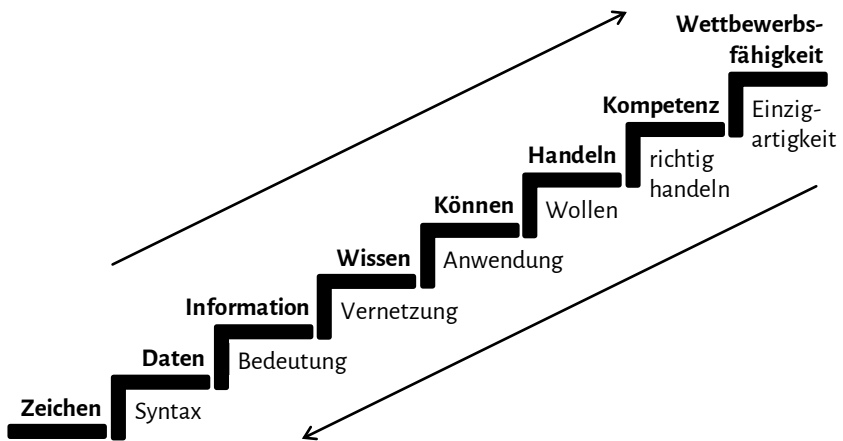 Wettbewerbs-
fähigkeit
Einzig-
artigkeit
Kompetenz
richtig
handeln
Handeln
Wollen
Können
Anwendung
Wissen
Vernetzung
Information
Bedeutung
Daten
Syntax
Zeichen